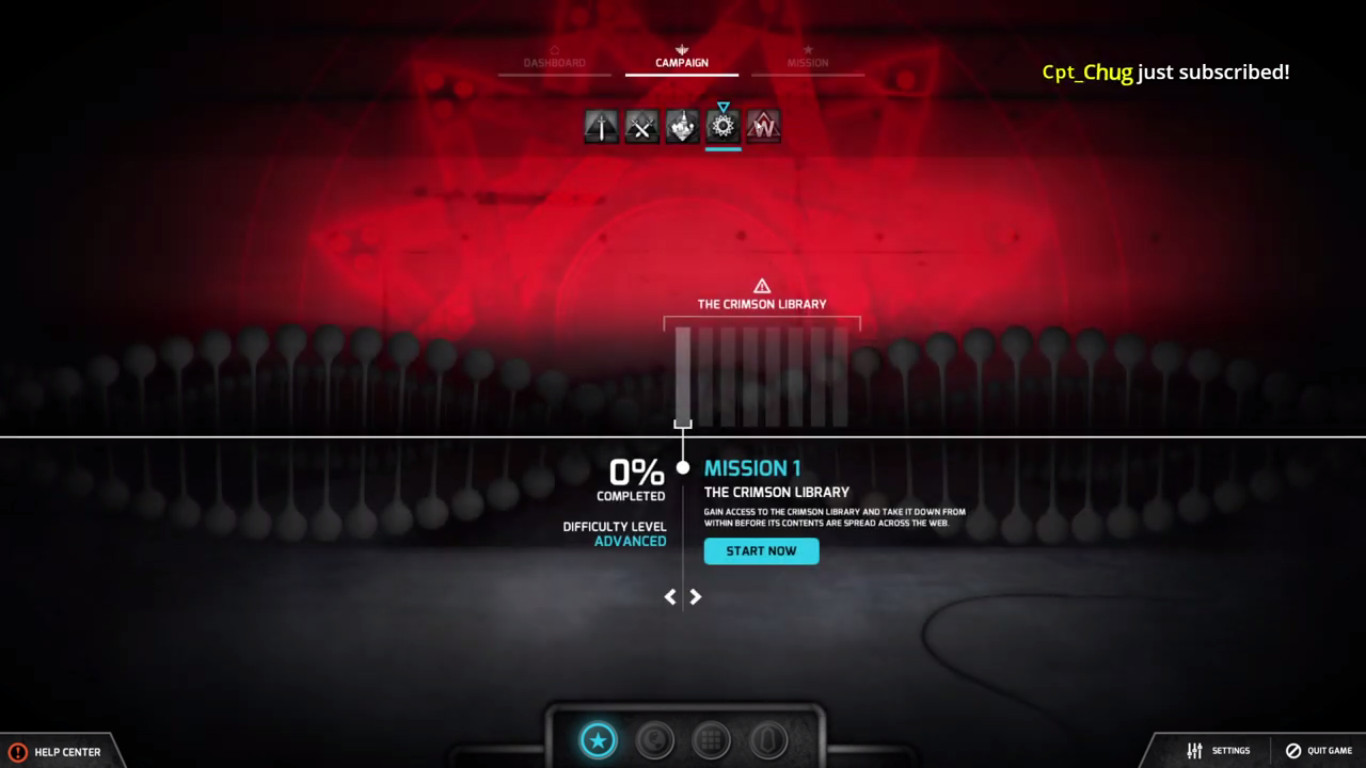 DASHBOARD
CAMPAIGN
MISSION
Cpt_Chug just subscribed!
W
THE CRIMSON LIBRARY
0%
COMPLETED
DIFFICULTY LEVEL
ADVANCED
MISSION 1
THE CRIMSON LIBRARY
GAIN ACCESS TO THE CRIMSON LIBRARY AND TAKE IT DOWN FROM
WITHIN BEFORE ITS CONTENTS ARE SPREAD ACROSS THE WEB.
START NOW
HELP CENTER
SETTINGS
QUIT GAME